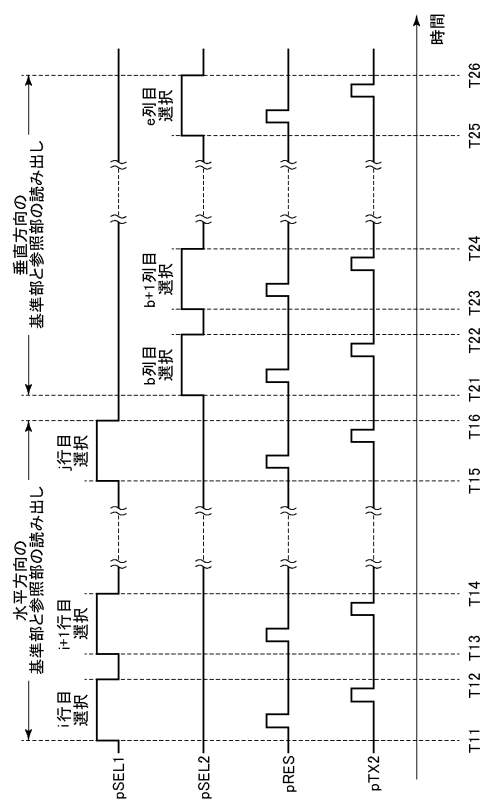 水平方向の
基準部と参照部の読み出し
垂直方向の
基準部と参照部の読み出し
i行目
選択
i+1行目
選択
j行目
選択
b列目
選択
b+1列目
選択
e列目
選択
pSEL1
pSEL2
pRES
pTX2
時間
T11
T12
T13
T14
T15
T16
T21
T22
T23
T24
T25
T26